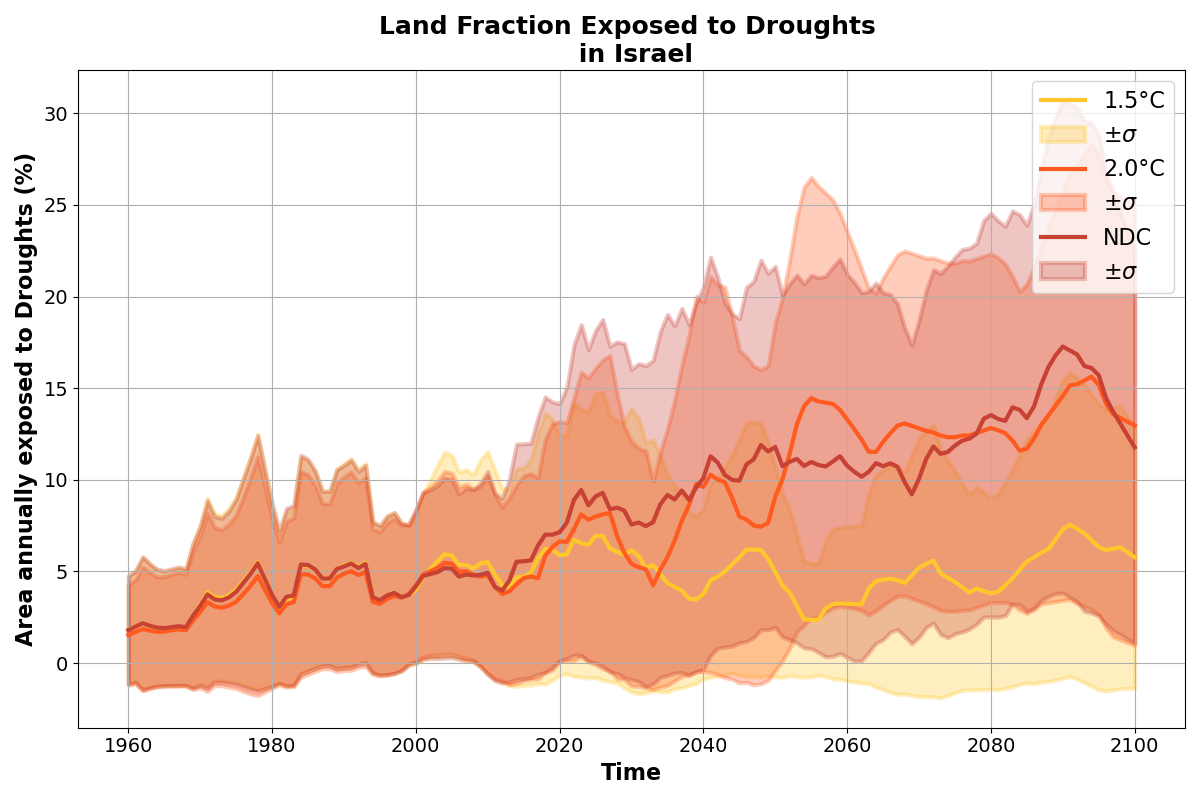 Land Fraction Exposed to Droughts
in Israel
Area annually exposed to Droughts (%)
30
25
20
15
10
5
0
1.5°C
±σ
2.0°C
±σ
NDC
±σ
1960
1980
2000
2020
2040
2060
2080
2100
Time